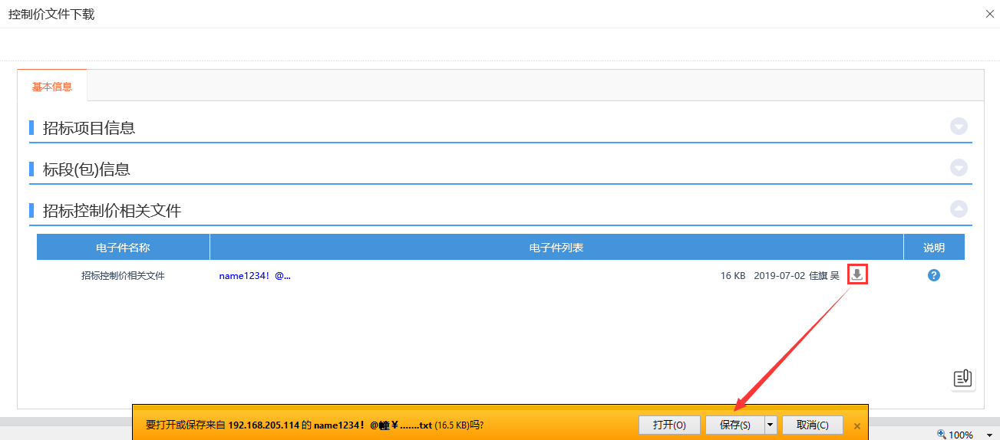 控制价文件下载
基本信息
招标项目信息
标段(包)信息
招标控制价相关文件
电子件名称 电子件列表 说明
招标控制价相关文件 name1234！@... 16 KB 2019-07-02 佳旗 吴
要打开或保存来自 192.168.205.114 的 name1234！@幢￥.......txt (16.5 KB)吗? 打开(O) 保存(S) 取消(C)
100%